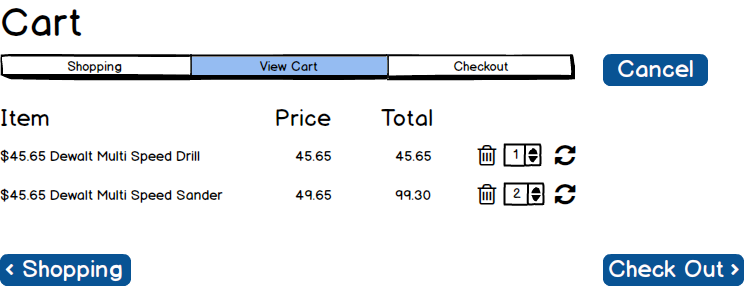 Cart
Shopping View Cart Checkout
Cancel
Item Price Total
$45.65 Dewalt Multi Speed Drill 45.65 45.65 1
$45.65 Dewalt Multi Speed Sander 49.65 99.30 2
< Shopping
Check Out >